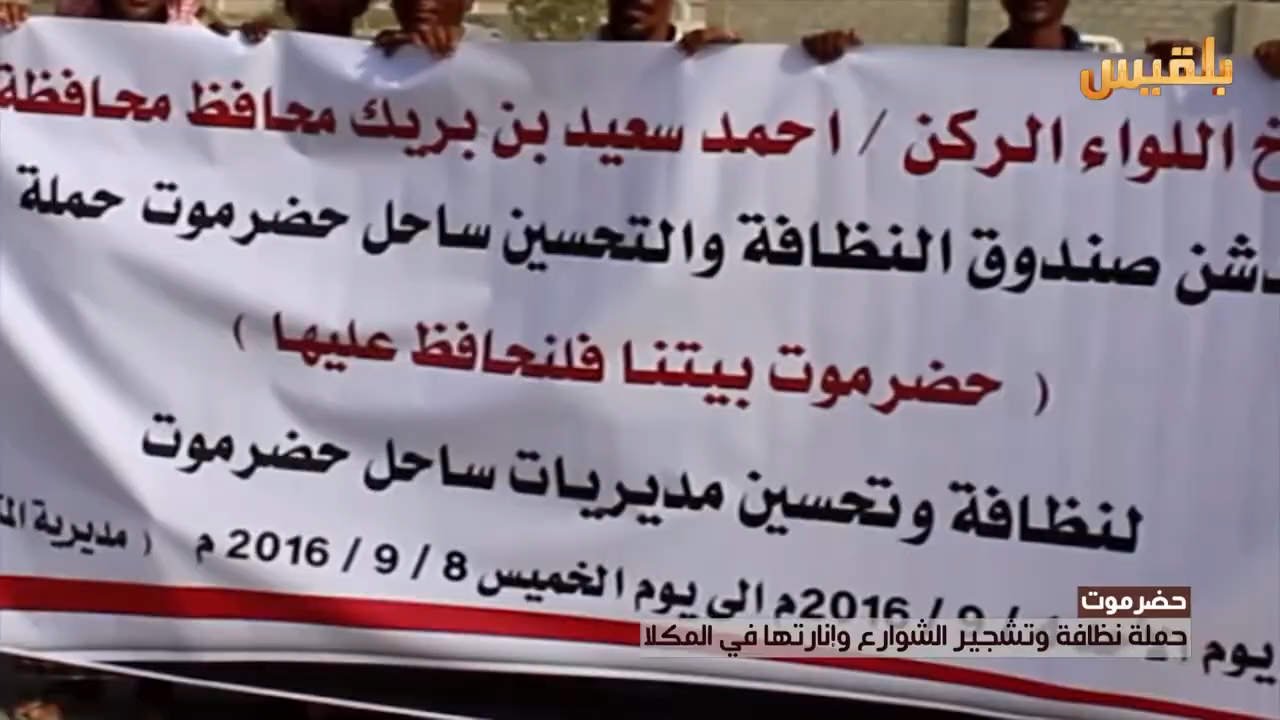 بلقيس
اللواء الركن / احمد سعيد بن بريك محافظ محافظة
صندوق النظافة والتحسين ساحل حضرموت حملة
( حضرموت بيتنا فلنحافظ عليها )
لنظافة وتحسين مديريات ساحل حضرموت
يوم 2016م الى يوم الخميس 8 / 9 / 2016 م ( مديرية
حضرموت
حملة نظافة وتشجير الشوارع وإنارتها في المكلا